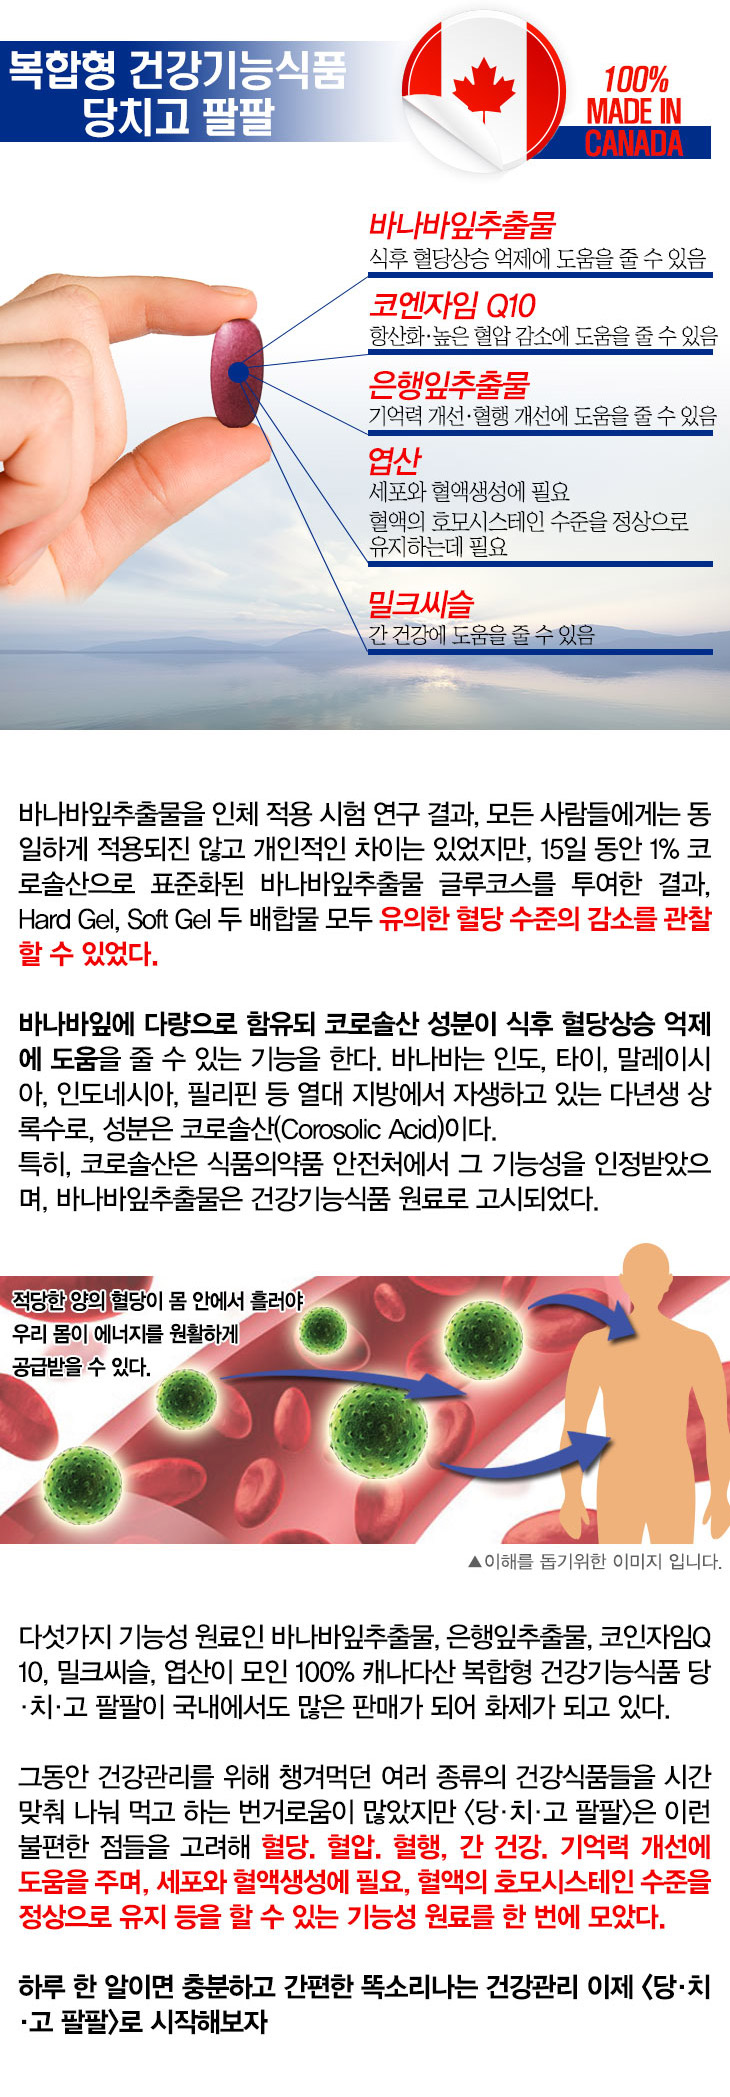 복합형 건강기능식품
당치고 팔팔
100%
MADE IN
CANADA
바나바잎추출물
식후 혈당상승 억제에 도움을 줄 수 있음
코엔자임 Q10
항산화·높은 혈압 감소에 도움을 줄 수 있음
은행잎추출물
기억력 개선·혈행 개선에 도움을 줄 수 있음
엽산
세포와 혈액생성에 필요
혈액의 호모시스테인 수준을 정상으로
유지하는데 필요
밀크씨슬
간 건강에 도움을 줄 수 있음
바나바잎추출물을 인체 적용 시험 연구 결과, 모든 사람들에게는 동
일하게 적용되진 않고 개인적인 차이는 있었지만, 15일 동안 1% 코
로솔산으로 표준화된 바나바잎추출물 글루코스를 투여한 결과,
Hard Gel, Soft Gel 두 배합물 모두 유의한 혈당 수준의 감소를 관찰
할 수 있었다.
바나바잎에 다량으로 함유되 코로솔산 성분이 식후 혈당상승 억제
에 도움을 줄 수 있는 기능을 한다. 바나바는 인도, 타이, 말레이시
아, 인도네시아, 필리핀 등 열대 지방에서 자생하고 있는 다년생 상
록수로, 성분은 코로솔산(Corosolic Acid)이다.
특히, 코로솔산은 식품의약품 안전처에서 그 기능성을 인정받았으
며, 바나바잎추출물은 건강기능식품 원료로 고시되었다.
적당한 양의 혈당이 몸 안에서 흘러야
우리 몸이 에너지를 원활하게
공급받을 수 있다.
▲이해를 돕기위한 이미지 입니다.
다섯가지 기능성 원료인 바나바잎추출물, 은행잎추출물, 코인자임Q
10, 밀크씨슬, 엽산이 모인 100% 캐나다산 복합형 건강기능식품 당
·치·고 팔팔이 국내에서도 많은 판매가 되어 화제가 되고 있다.
그동안 건강관리를 위해 챙겨먹던 여러 종류의 건강식품들을 시간
맞춰 나눠 먹고 하는 번거로움이 많았지만 〈당·치·고 팔팔〉은 이런
불편한 점들을 고려해 혈당. 혈압. 혈행, 간 건강. 기억력 개선에
도움을 주며, 세포와 혈액생성에 필요, 혈액의 호모시스테인 수준을
정상으로 유지 등을 할 수 있는 기능성 원료를 한 번에 모았다.
하루 한 알이면 충분하고 간편한 똑소리나는 건강관리 이제 〈당·치
·고 팔팔〉로 시작해보자